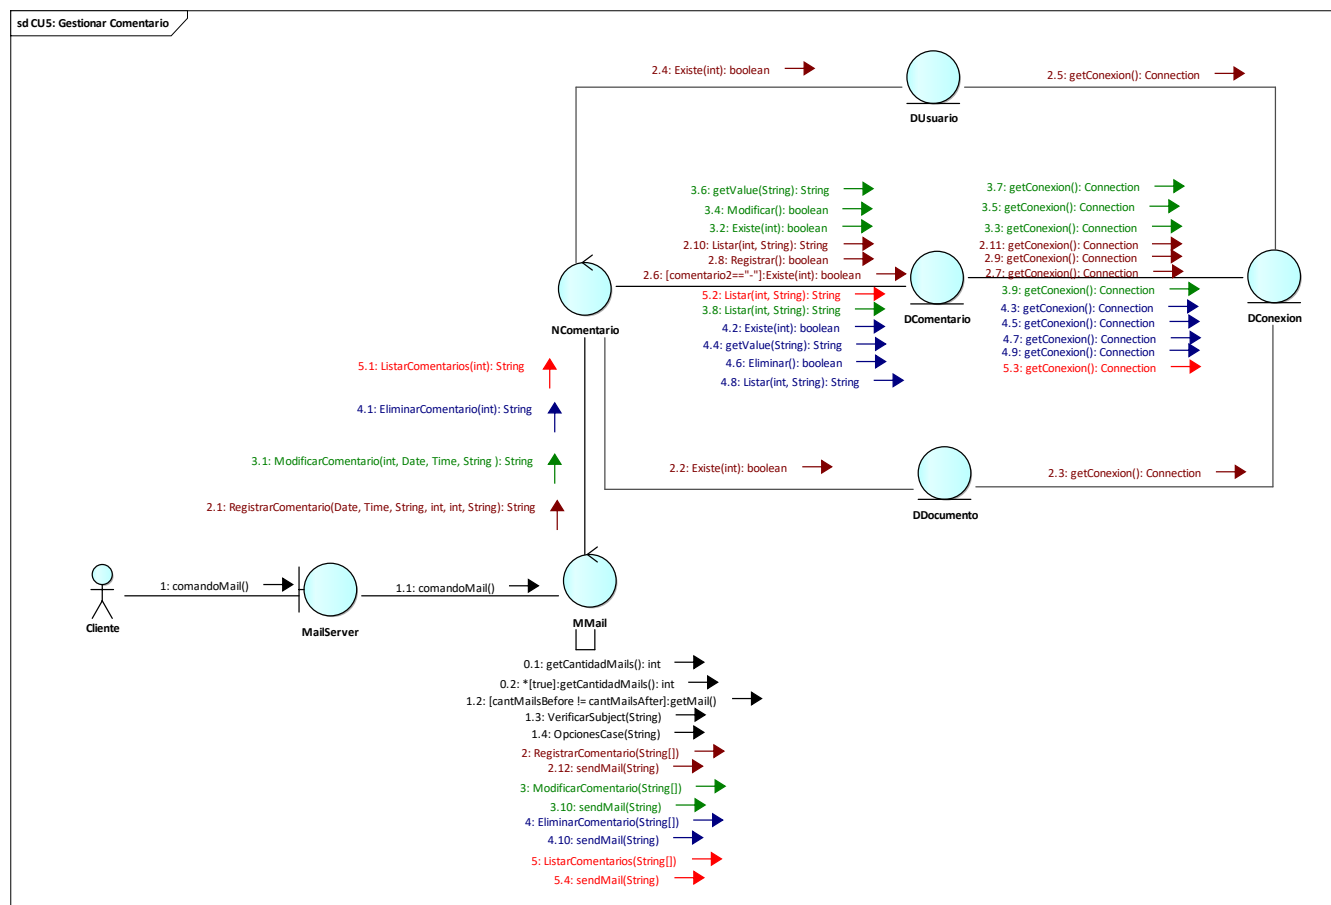 sd CU5: Gestionar Comentario
2.4: Existe(int): boolean
2.5: getConexion(): Connection
DUsuario
3.6: getValue(String): String
3.4: Modificar(): boolean
3.2: Existe(int): boolean
2.10: Listar(int, String): String
2.8: Registrar(): boolean
2.6: [comentario2=="-"]:Existe(int): boolean
5.2: Listar(int, String): String
3.8: Listar(int, String): String
4.2: Existe(int): boolean
4.4: getValue(String): String
4.6: Eliminar(): boolean
4.8: Listar(int, String): String
3.7: getConexion(): Connection
3.5: getConexion(): Connection
3.3: getConexion(): Connection
2.11: getConexion(): Connection
2.9: getConexion(): Connection
2.7: getConexion(): Connection
3.9: getConexion(): Connection
4.3: getConexion(): Connection
4.5: getConexion(): Connection
4.7: getConexion(): Connection
4.9: getConexion(): Connection
5.3: getConexion(): Connection
NComentario
DComentario
DConexion
5.1: ListarComentarios(int): String
4.1: EliminarComentario(int): String
3.1: ModificarComentario(int, Date, Time, String ): String
2.1: RegistrarComentario(Date, Time, String, int, int, String): String
2.2: Existe(int): boolean
2.3: getConexion(): Connection
DDocumento
1: comandoMail()
1.1: comandoMail()
Cliente
MailServer
MMail
0.1: getCantidadMails(): int
0.2: *[true]:getCantidadMails(): int
1.2: [cantMailsBefore != cantMailsAfter]:getMail()
1.3: VerificarSubject(String)
1.4: OpcionesCase(String)
2: RegistrarComentario(String[])
2.12: sendMail(String)
3: ModificarComentario(String[])
3.10: sendMail(String)
4: EliminarComentario(String[])
4.10: sendMail(String)
5: ListarComentarios(String[])
5.4: sendMail(String)